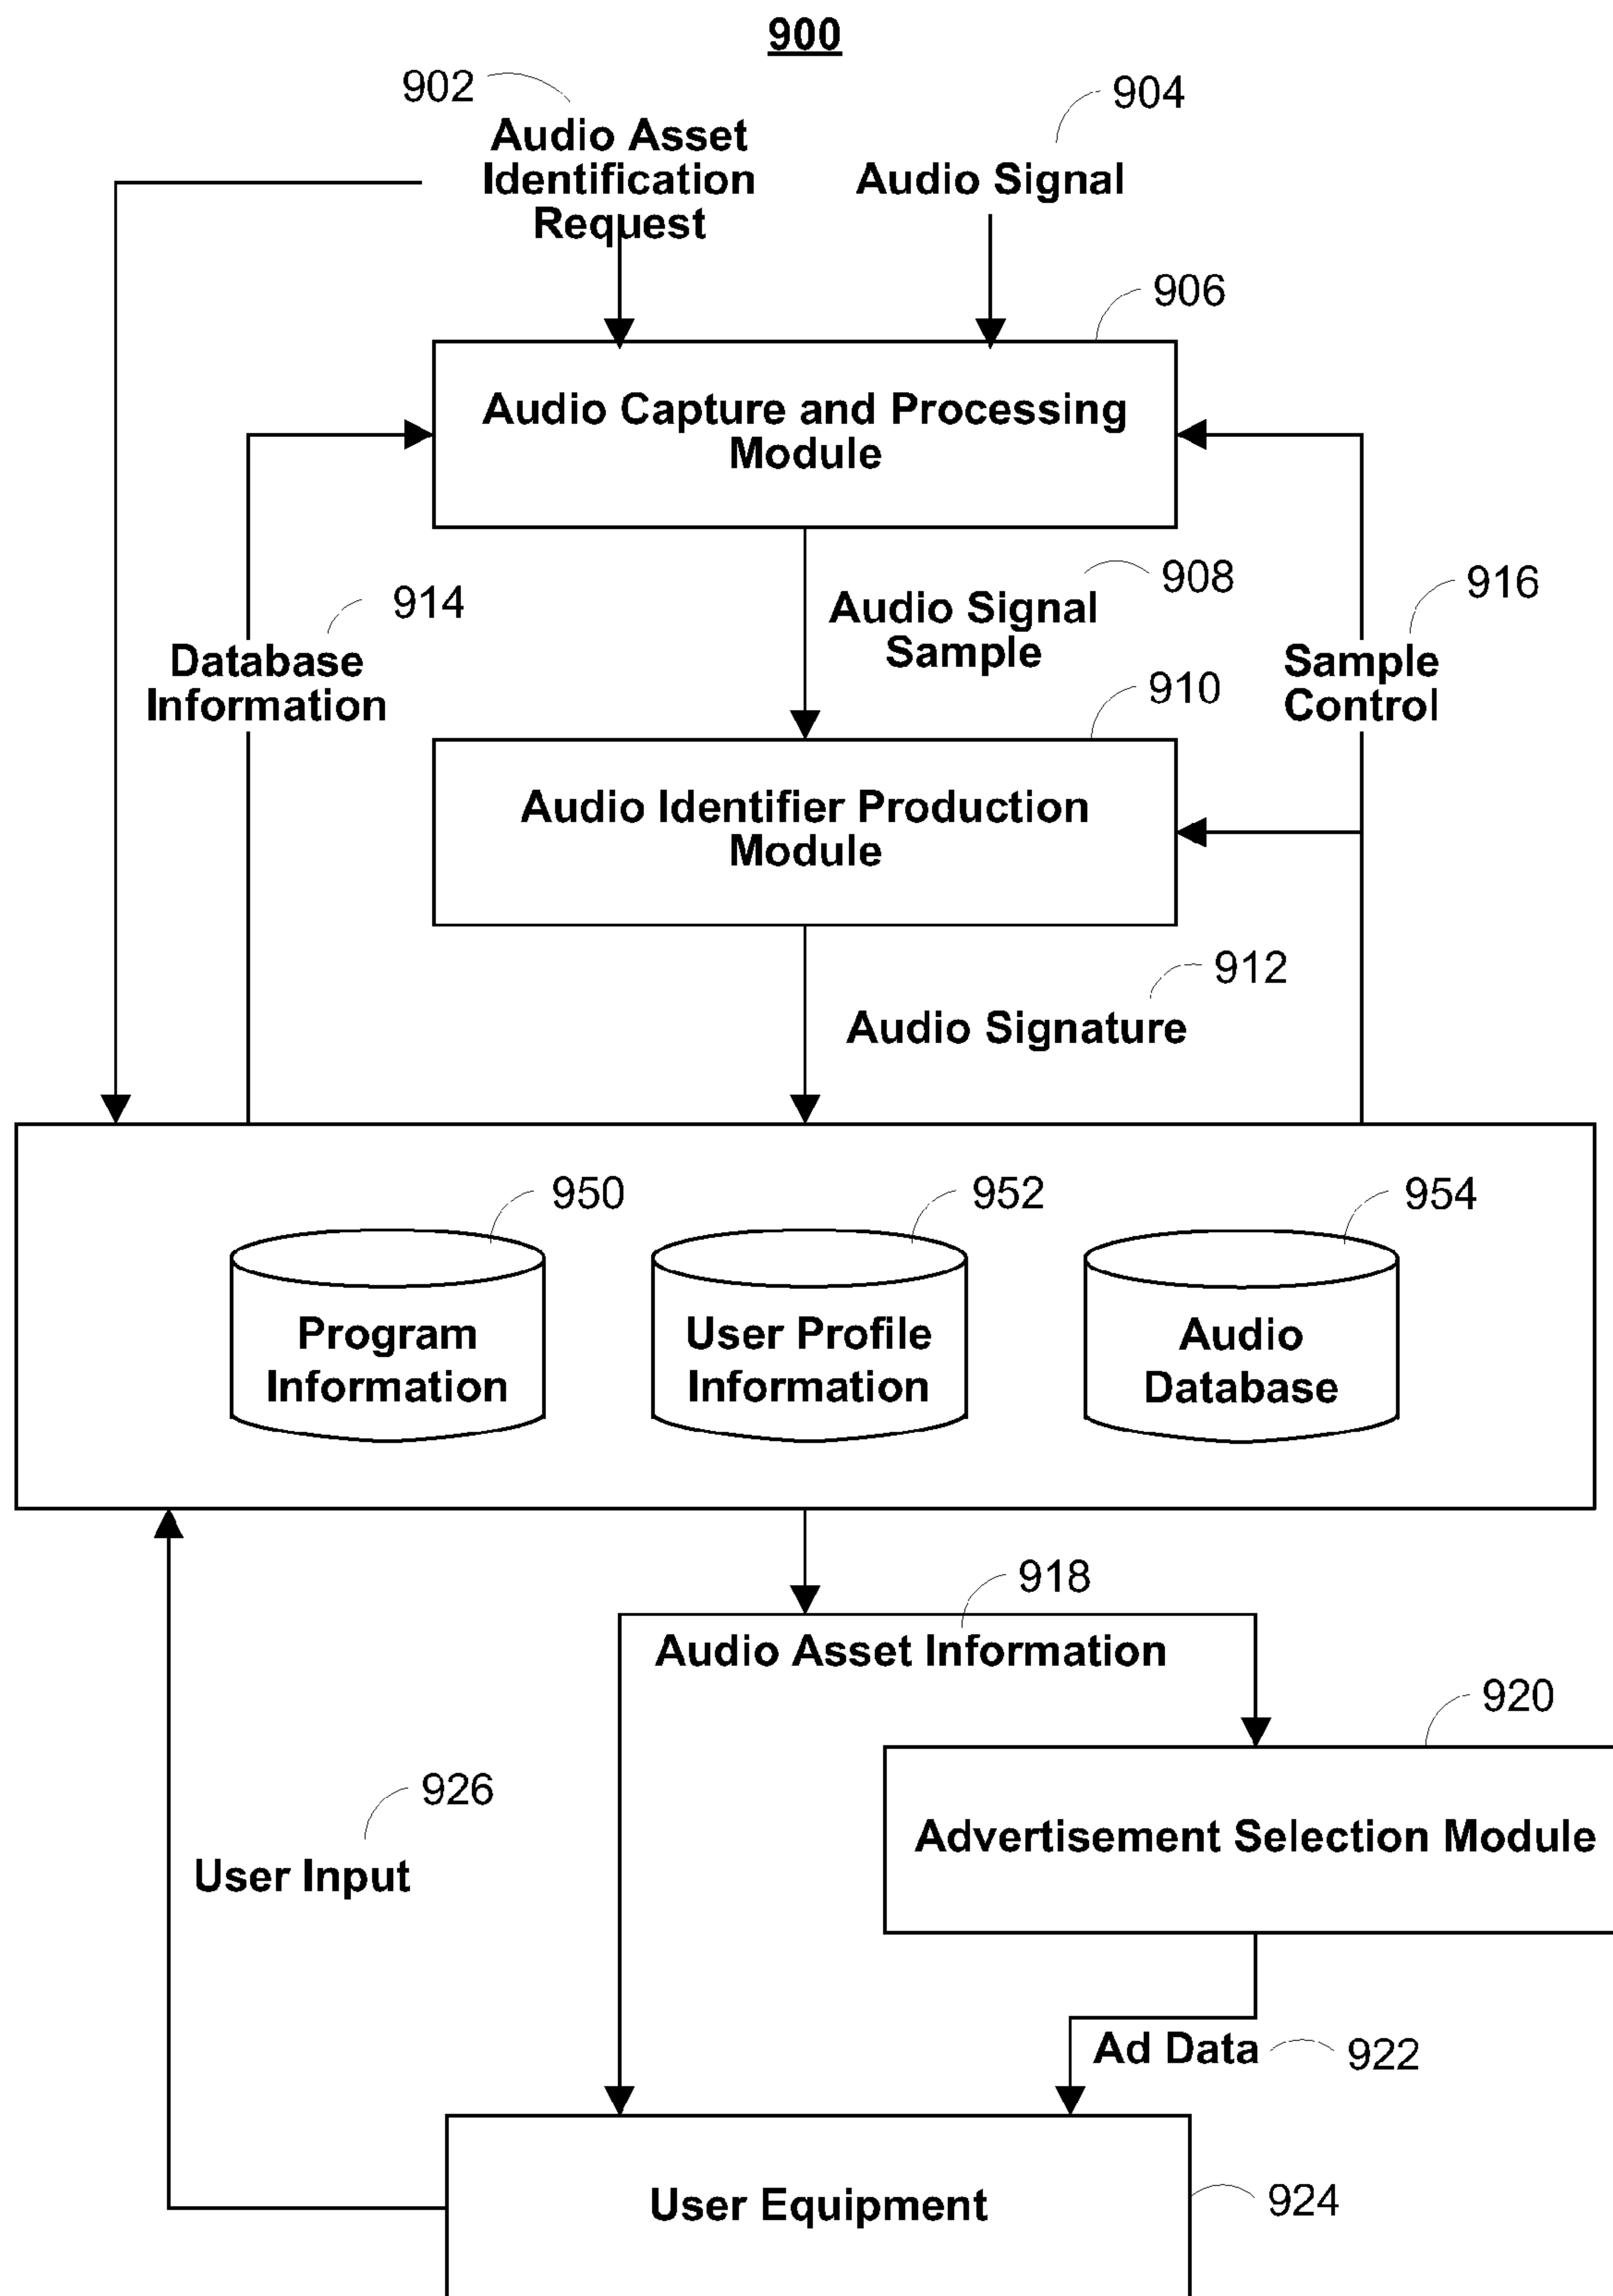 900
902
904
Audio Asset
Identification
Request
Audio Signal
906
Audio Capture and Processing
Module
908
914
916
Audio Signal
Sample
Database
Information
Sample
Control
910
Audio Identifier Production
Module
912
Audio Signature
950
952
954
Program
Information
User Profile
Information
Audio
Database
918
Audio Asset Information
920
926
Advertisement Selection Module
User Input
Ad Data
922
User Equipment
924